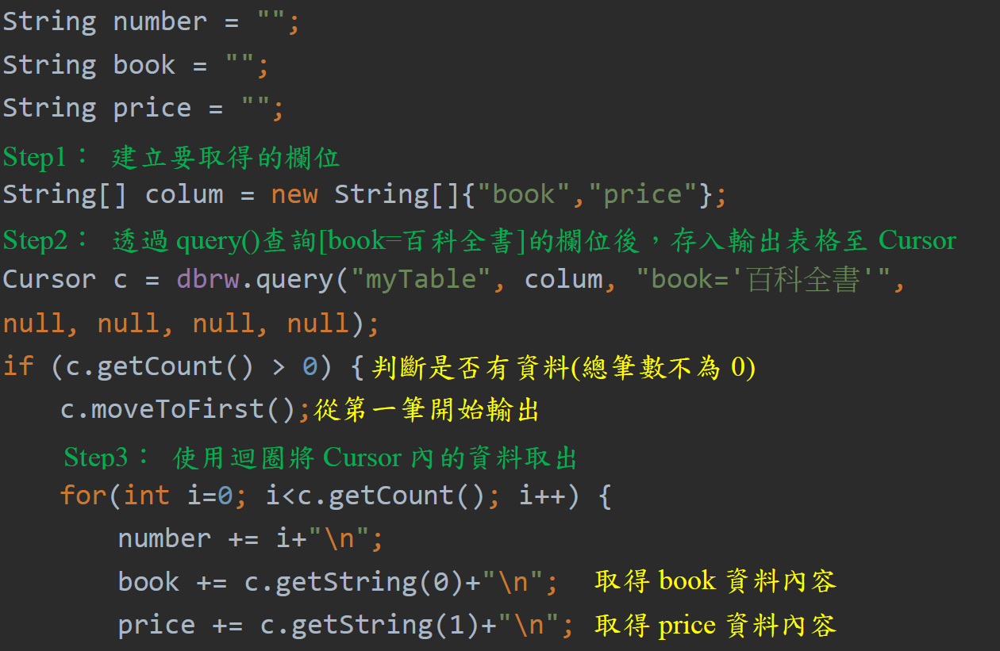 String number = "";
String book = "";
String price = "";
Step1： 建立要取得的欄位
String[] colum = new String[]{"book","price"};
Step2： 透過 query()查詢[book=百科全書]的欄位後，存入輸出表格至 Cursor
Cursor c = dbrw.query("myTable", colum, "book='百科全書'",
null, null, null, null);
if (c.getCount() > 0) { 判斷是否有資料(總筆數不為 0)
c.moveToFirst();從第一筆開始輸出
Step3： 使用迴圈將 Cursor 內的資料取出
for(int i=0; i<c.getCount(); i++) {
number += i+"\n";
book += c.getString(0)+"\n"; 取得 book 資料內容
price += c.getString(1)+"\n"; 取得 price 資料內容